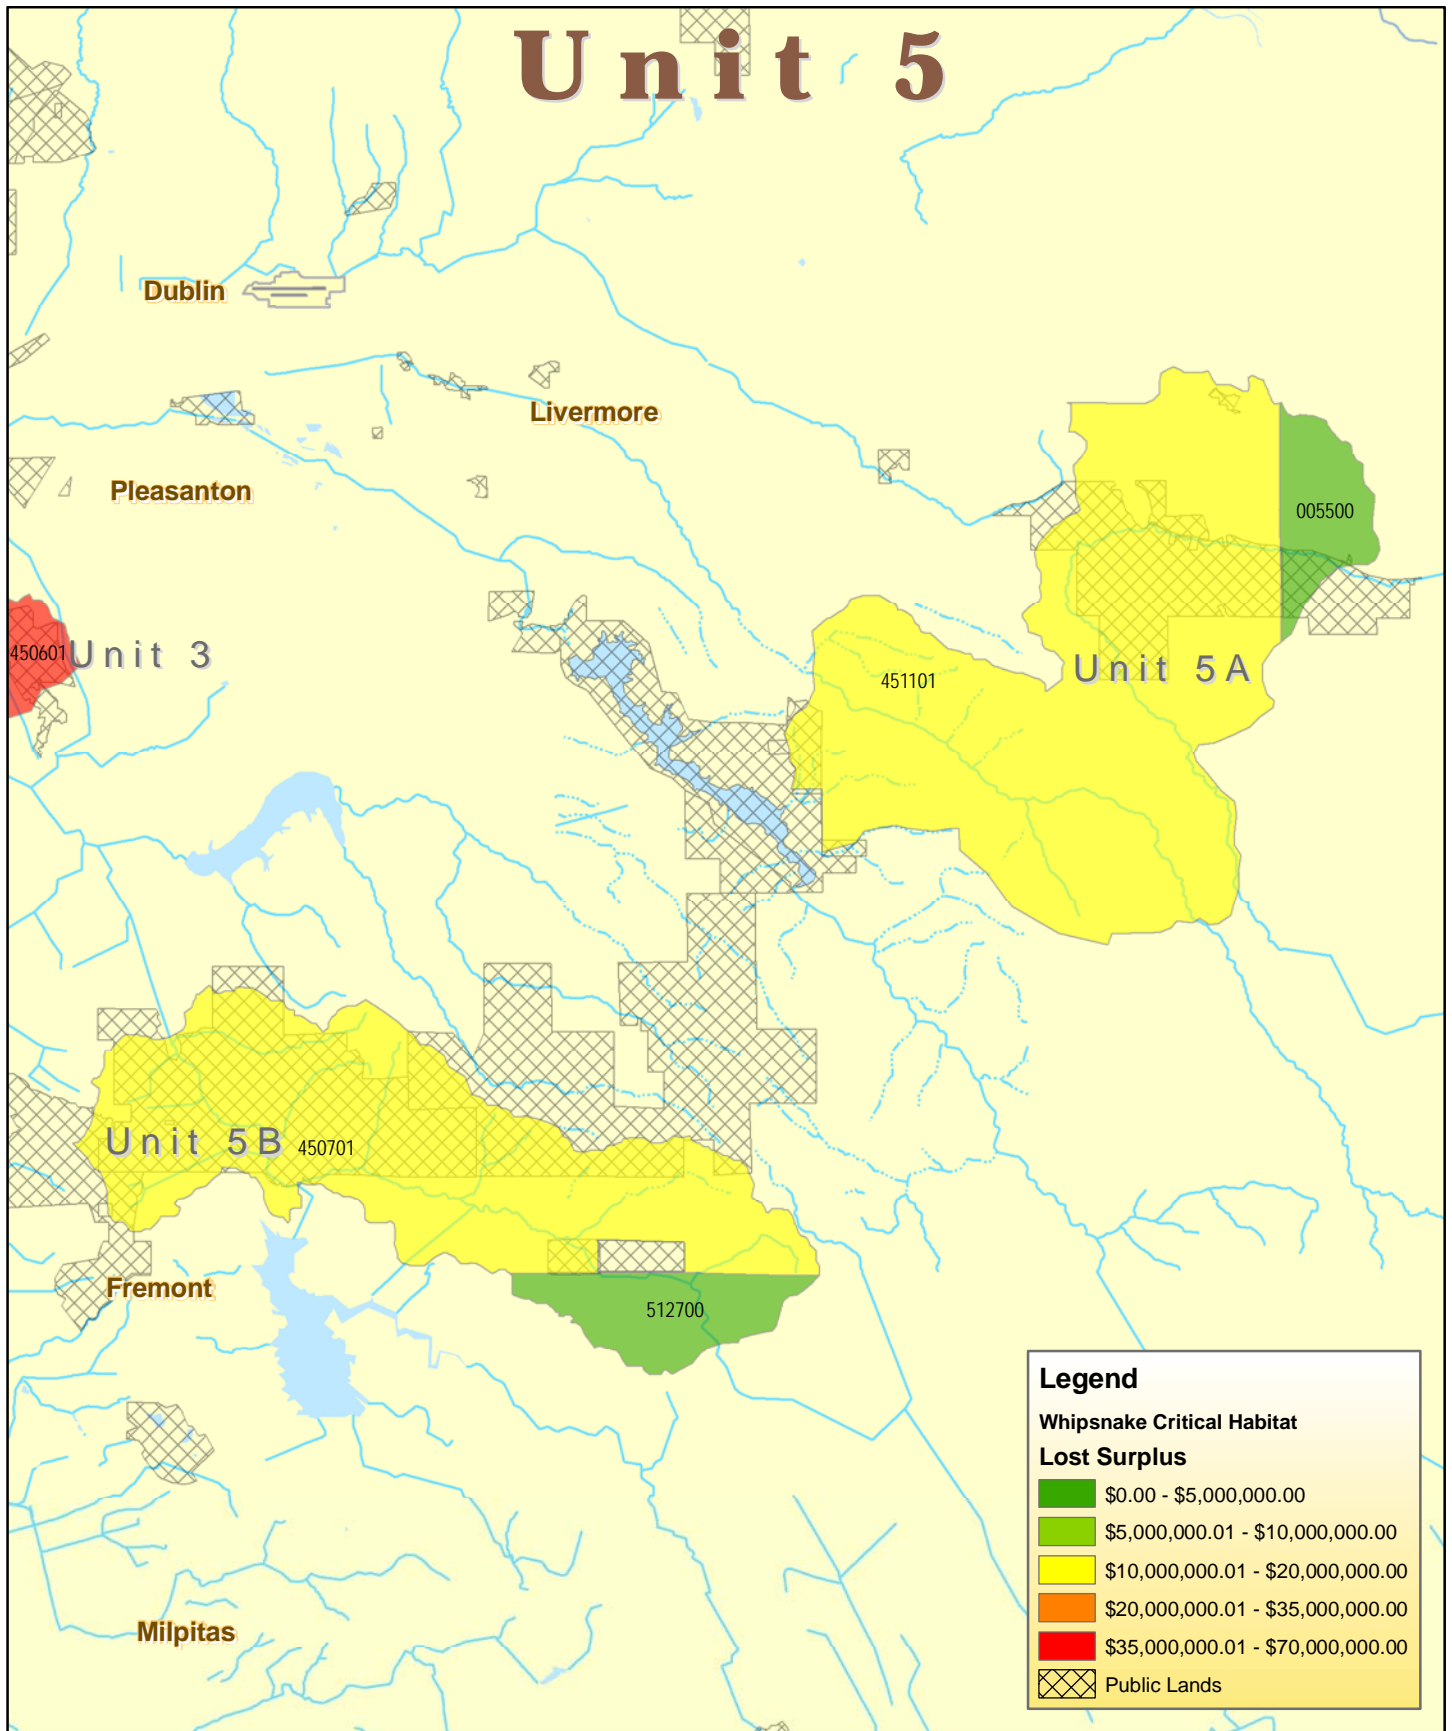 Unit 5
Dublin
Livermore
Pleasanton
005500
450601
Unit 3
Unit 5A
451101
Unit 5B
450701
Fremont
512700
Milpitas
Legend
Whipsnake Critical Habitat
Lost Surplus
$0.00 - $5,000,000.00
$5,000,000.01 - $10,000,000.00
$10,000,000.01 - $20,000,000.00
$20,000,000.01 - $35,000,000.00
$35,000,000.01 - $70,000,000.00
Public Lands